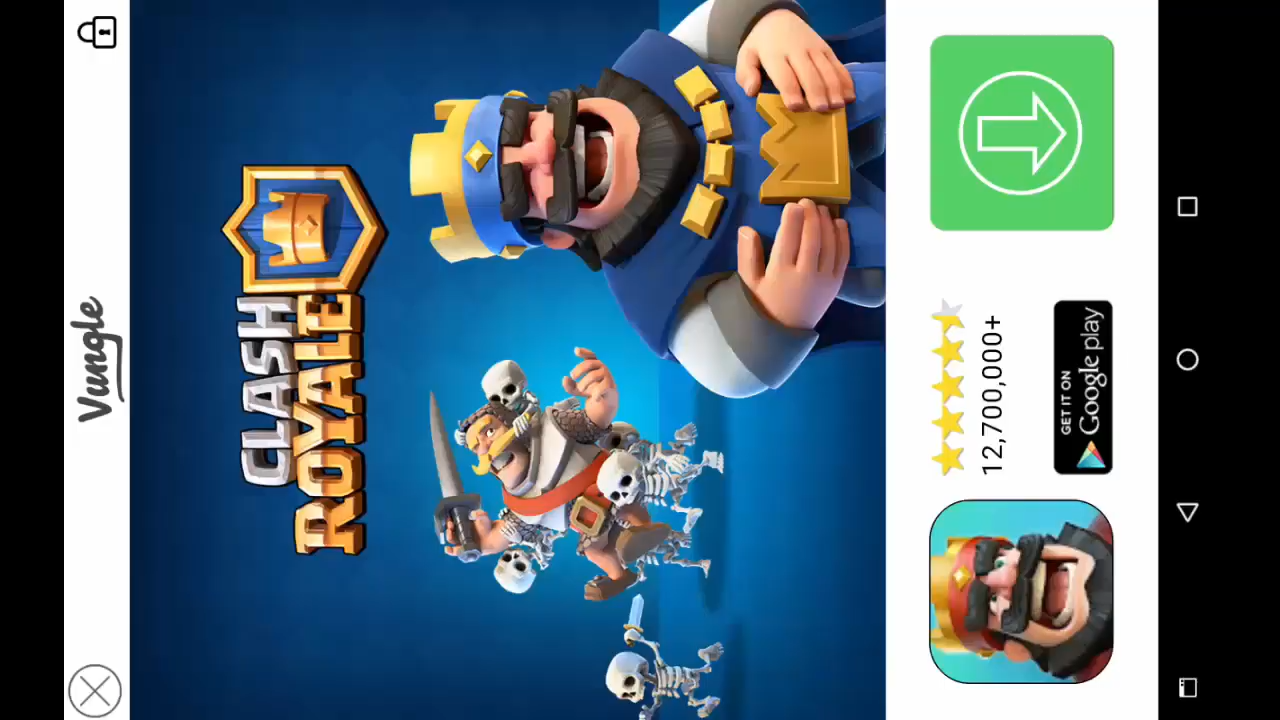 Vungle
CLASH
ROYALE
12,700,000+
GET IT ON
Google play